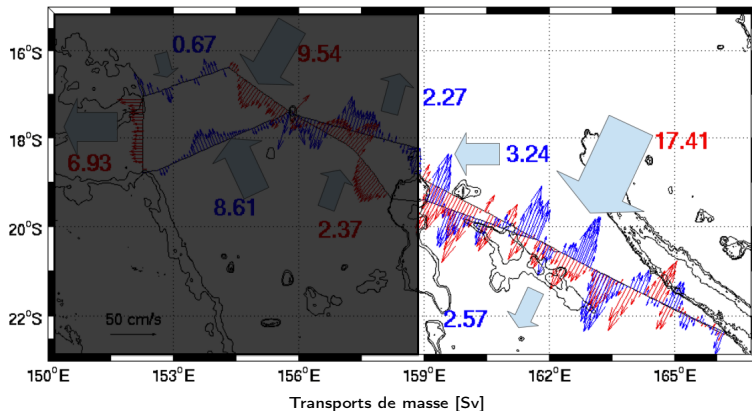 16°S
18°S
20°S
22°S
0.67
9.54
2.27
17.41
3.24
6.93
8.61
2.37
2.57
50 cm/s
150°E
153°E
156°E
159°E
162°E
165°E
Transports de masse [Sv]